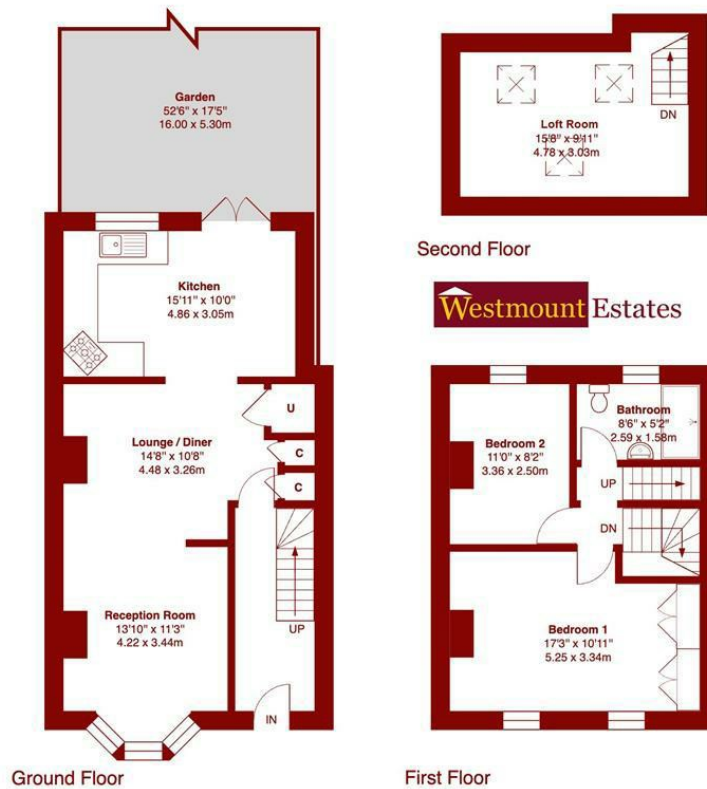 Garden
52'6" x 17'5"
16.00 x 5.30m
Kitchen
15'11" x 10'0"
4.86 x 3.05m
U
C
C
Lounge / Diner
14'8" x 10'8"
4.48 x 3.26m
Reception Room
13'10" x 11'3"
4.22 x 3.44m
UP
IN
Ground Floor
Loft Room
15'8" x 9'11"
4.78 x 3.03m
DN
Second Floor
Westmount Estates
Bedroom 2
11'0" x 8'2"
3.36 x 2.50m
Bathroom
8'6" x 5'2"
2.59 x 1.58m
UP
DN
Bedroom 1
17'3" x 10'11"
5.25 x 3.34m
First Floor